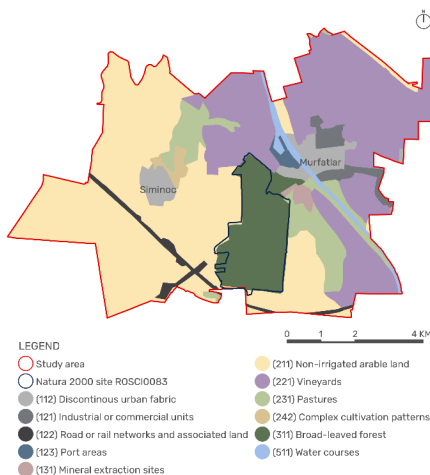 N
Murfatlar
Siminoc
0 1 2 4 KM
LEGEND
Study area
Natura 2000 site ROSCI0083
(112) Discontinous urban fabric
(121) Industrial or commercial units
(122) Road or rail networks and associated land
(123) Port areas
(131) Mineral extraction sites
(211) Non-irrigated arable land
(221) Vineyards
(231) Pastures
(242) Complex cultivation patterns
(311) Broad-leaved forest
(511) Water courses